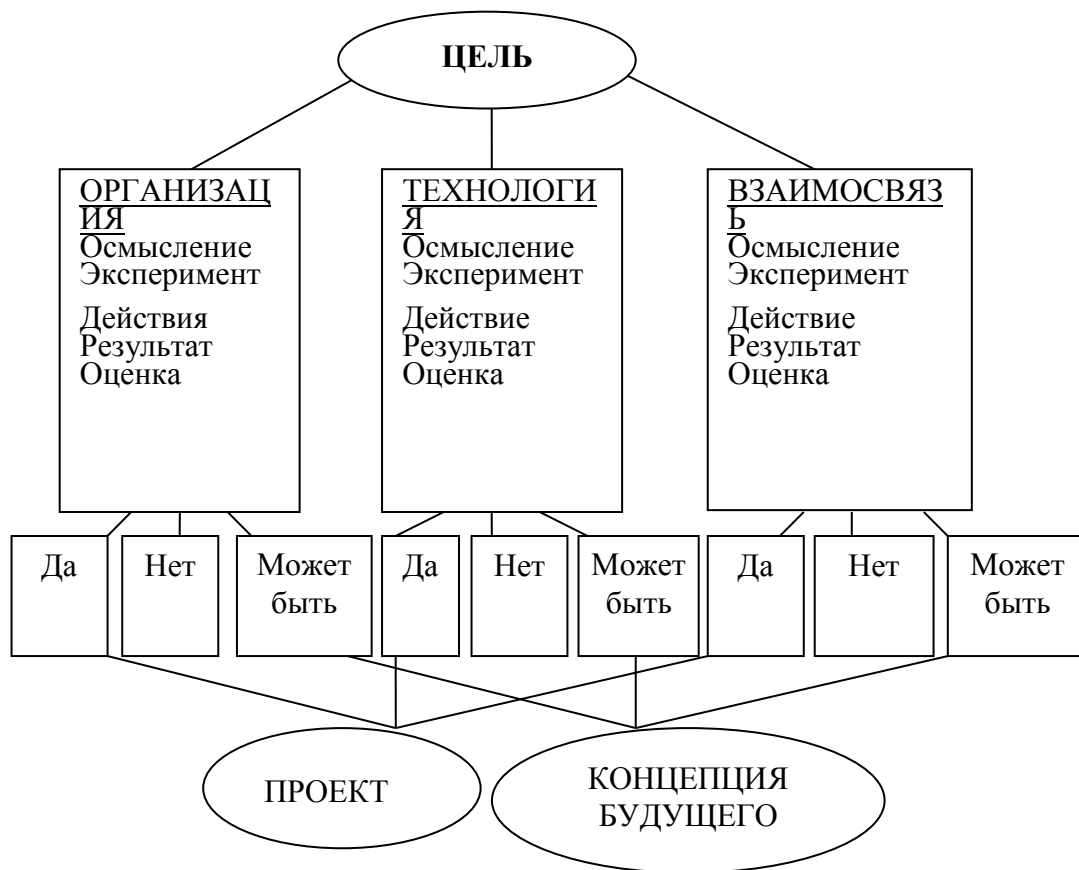 ЦЕЛЬ
ОРГАНИЗАЦ
ИЯ
Осмысление
Эксперимент
Действия
Результат
Оценка
ТЕХНОЛОГИ
Я
Осмысление
Эксперимент
Действие
Результат
Оценка
ВЗАИМОСВЯЗ
Ь
Осмысление
Эксперимент
Действие
Результат
Оценка
Да
Нет
Может
быть
Да
Нет
Может
быть
Да
Нет
Может
быть
ПРОЕКТ
КОНЦЕПЦИЯ
БУДУЩЕГО